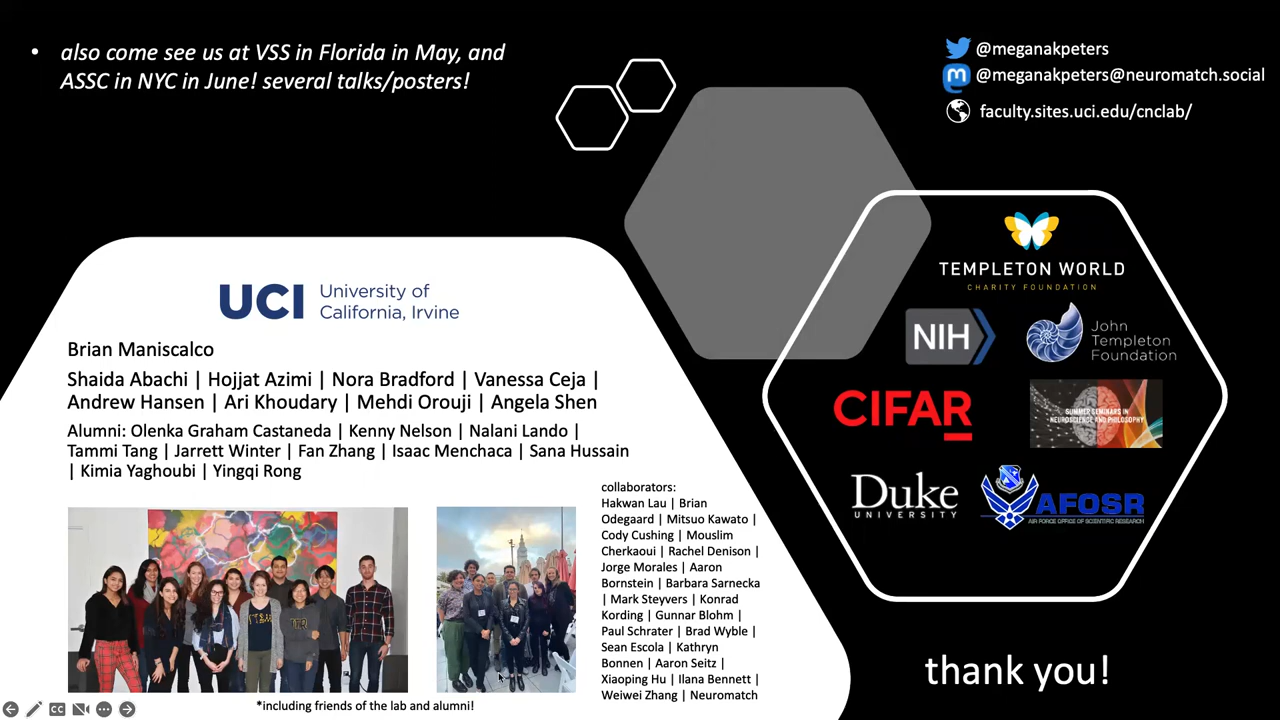 • also come see us at VSS in Florida in May, and
ASSC in NYC in June! several talks/posters!
@meganakpeters
@meganakpeters@neuromatch.social
faculty.sites.uci.edu/cnclab/
UCI University of
California, Irvine
Brian Maniscalco
Shaida Abachi | Hojjat Azimi | Nora Bradford | Vanessa Ceja |
Andrew Hansen | Ari Khoudary | Mehdi Orouji | Angela Shen
Alumni: Olenka Graham Castaneda | Kenny Nelson | Nalani Lando |
Tammi Tang | Jarrett Winter | Fan Zhang | Isaac Menchaca | Sana Hussain
| Kimia Yaghoubi | Yingqi Rong
*including friends of the lab and alumni!
collaborators:
Hakwan Lau | Brian
Odegaard | Mitsuo Kawato |
Cody Cushing | Mouslim
Cherkaoui | Rachel Denison |
Jorge Morales | Aaron
Bornstein | Barbara Sarnecka
| Mark Steyvers | Konrad
Kording | Gunnar Blohm |
Paul Schrater | Brad Wyble |
Sean Escola | Kathryn
Bonnen | Aaron Seitz |
Xiaoping Hu | Ilana Bennett |
Weiwei Zhang | Neuromatch
TEMPLETON WORLD
CHARITY FOUNDATION
NIH
John
Templeton
Foundation
CIFAR
SUMMER SEMINARS IN
NEUROSCIENCE AND PHILOSOPHY
Duke
UNIVERSITY
AFOSR
AIR FORCE OFFICE OF SCIENTIFIC RESEARCH
thank you!